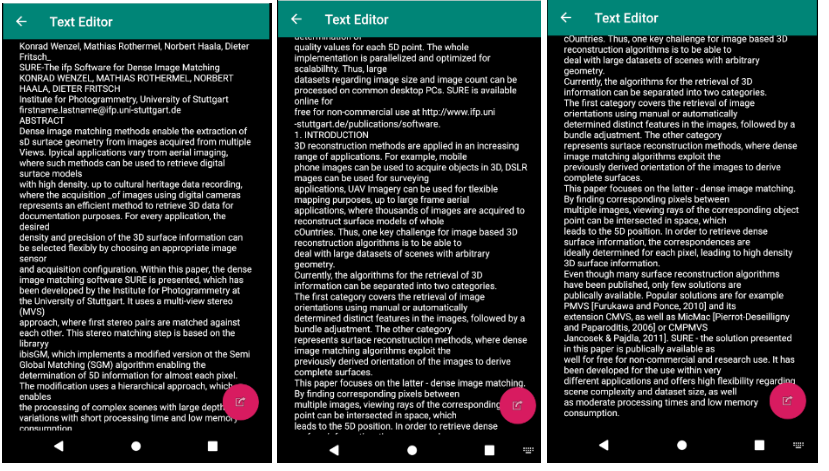 Text Editor
Konrad Wenzel, Mathias Rothermel, Norbert Haala, Dieter
Fritsch_
SURE-The ifp Software for Dense Image Matching
KONRAD WENZEL, MATHIAS ROTHERMEL, NORBERT
HAALA, DIETER FRITSCH
Institute for Photogrammetry, University of Stuttgart
firstname.lastname@ifp.uni-stuttgart.de
ABSTRACT
Dense image matching methods enable the extraction of
sD surface geometry from images acquired from multiple
Views. Ipyical applications vary trom aerial imaging,
where such methods can be used to retrieve digital
surtace models
with high density. up to cultural heritage data recording,
where the acquisition _of images using digital cameras
represents an efficient method to retrieve 3D data for
documentation purposes. For every application, the
desired
density and precision of the 3D surface information can
be selected flexibly by choosing an appropriate image
sensor
and acquisition configuration. Within this paper, the dense
image matching software SURE is presented, which has
been developed by the Institute for Photogrammetry at
the University of Stuttgart. It uses a multi-view stereo
(MVS)
approach, where first stereo pairs are matched against
each other. This stereo matching step is based on the
libraryy
ibisGM, which implements a modified version ot the Semi
Global Matching (SGM) algorithm enabling the
determination of 5D information for almost each pixel.
The modification uses a hierarchical approach, which
enables
the processing of complex scenes with large depth
variations with short processing time and low memory
consumption
Text Editor
determination of
quality values for each 5D point. The whole
implementation is parallelized and optimized for
scalabilhty. Thus, large
datasets regarding image size and image count can be
processed on common desktop PCs. SURE is available
online for
free for non-commercial use at http://www.ifp.uni
-stuttgart.de/publications/software.
1. INTRODUCTION
3D reconstruction methods are applied in an increasing
range of applications. For example, mobile
phone images can be used to acquire objects in 3D, DSLR
mages can be used for surveying
applications, UAV Imagery can be used for tlexible
mapping purposes, up to large frame aerial
applications, where thousands of images are acquired to
reconstruct surface models of whole
cOuntries. Thus, one key challenge for image based 3D
reconstruction algorithms is to be able to
deal with large datasets of scenes with arbitrary
geometry.
Currently, the algorithms for the retrieval of 3D
information can be separated into two categories.
The first category covers the retrieval of image
orientations using manual or automatically
determined distinct features in the images, followed by a
bundle adjustment. The other category
represents surtace reconstruction methods, where dense
image matching algorithms exploit the
previously derived orientation of the images to derive
complete surfaces.
This paper focuses on the latter - dense image matching.
By finding corresponding pixels between
multiple images, viewing rays of the corresponding
point can be intersected in space, which
leads to the 5D position. In order to retrieve dense
Text Editor
cOuntries. Thus, one key challenge for image based 3D
reconstruction algorithms is to be able to
deal with large datasets of scenes with arbitrary
geometry.
Currently, the algorithms for the retrieval of 3D
information can be separated into two categories.
The first category covers the retrieval of image
orientations using manual or automatically
determined distinct features in the images, followed by a
bundle adjustment. The other category
represents surtace reconstruction methods, where dense
image matching algorithms exploit the
previously derived orientation of the images to derive
complete surfaces.
This paper focuses on the latter - dense image matching.
By finding corresponding pixels between
multiple images, viewing rays of the corresponding object
point can be intersected in space, which
leads to the 5D position. In order to retrieve dense
surface information, the correspondences are
ideally determined for each pixel, leading to high density
3D surface information.
Even though many surface reconstruction algorithms
have been published, only few solutions are
publically available. Popular solutions are for example
PMVS [Furukawa and Ponce, 2010] and its
extension CMVS, as well as MicMac [Pierrot-Deseilligny
and Paparoditis, 2006] or CMPMVS
Jancosek & Pajdla, 2011]. SURE - the solution presented
in this paper is publically available as
well for free for non-commercial and research use. It has
been developed for the use within very
different applications and offers high flexibility regarding
scene complexity and dataset size, as well
as moderate processing times and low memory
consumption.